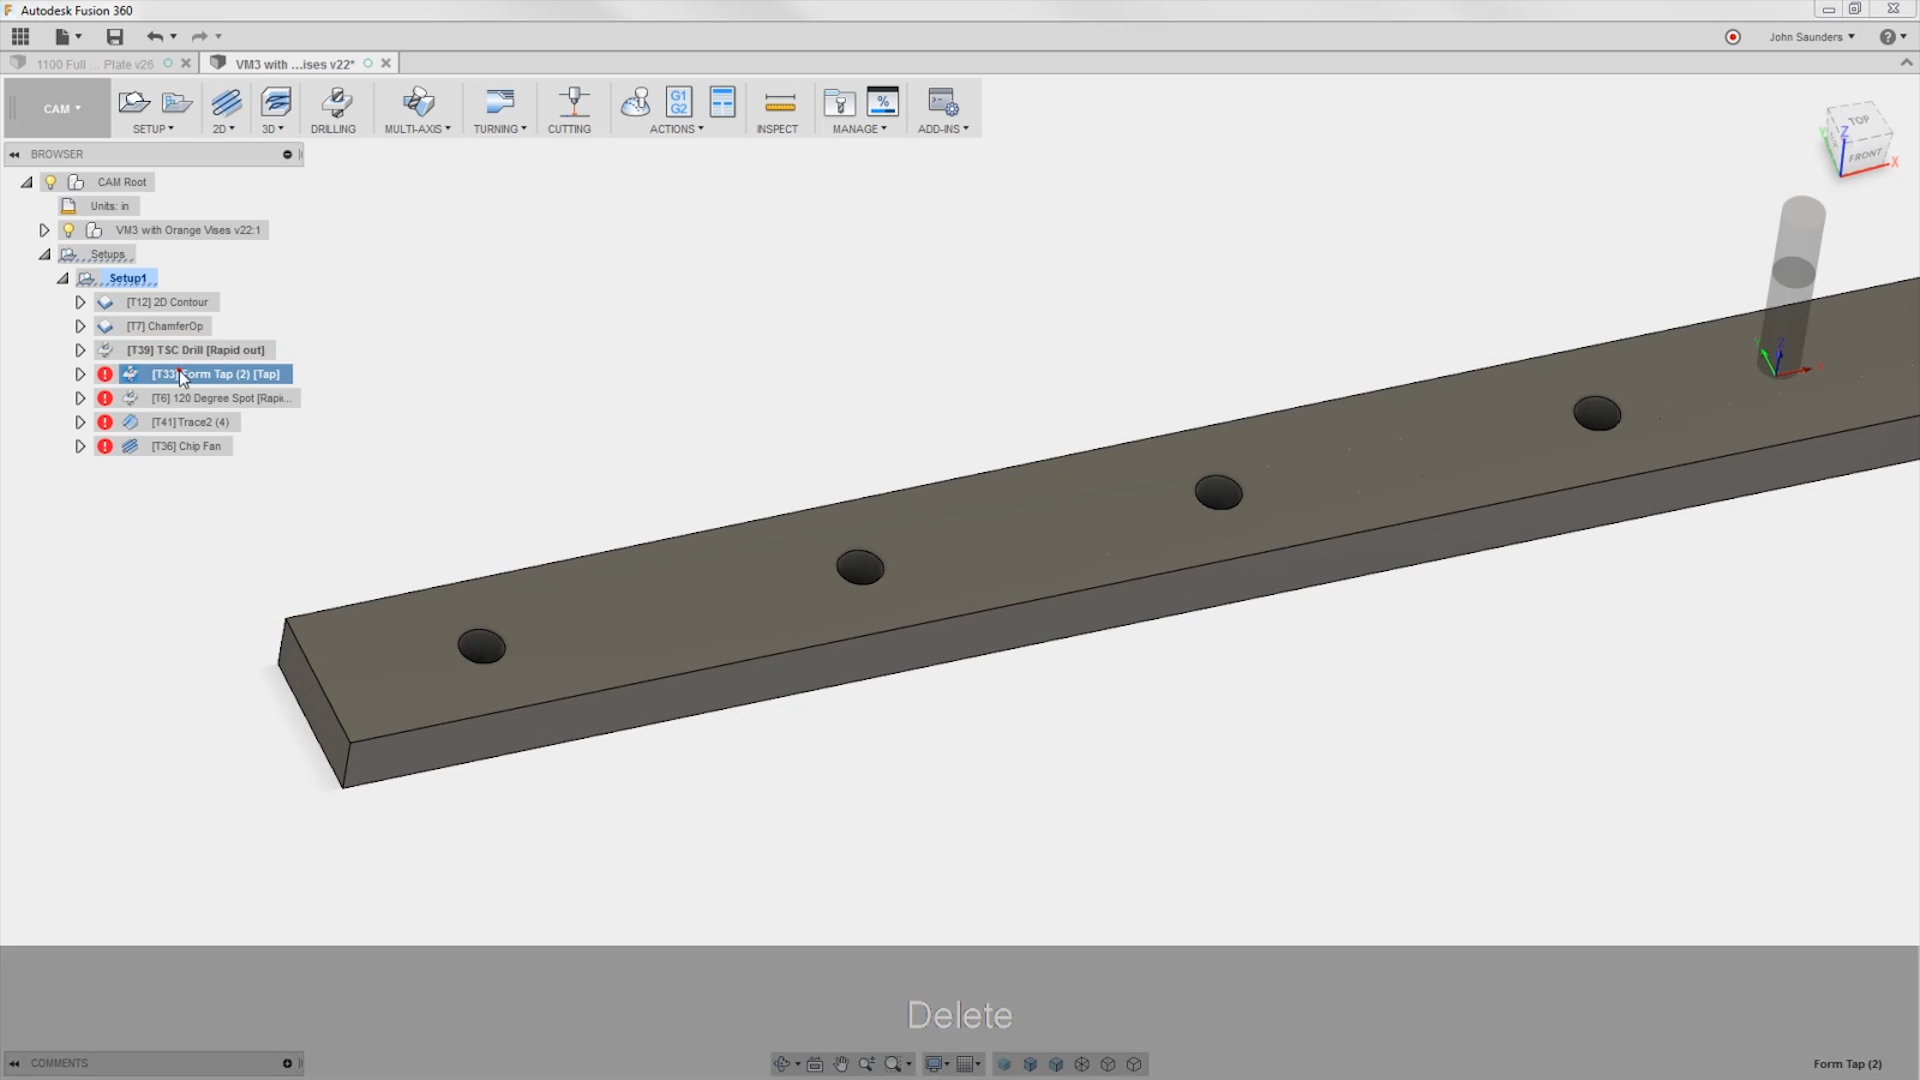 Autodesk Fusion 360
John Saunders
1100 Full ... Plate v26
VM3 with ...ises v22*
CAM
SETUP
2D
3D
DRILLING
MULTI-AXIS
TURNING
CUTTING
G1
G2
ACTIONS
INSPECT
%
MANAGE
ADD-INS
BROWSER
CAM Root
Units: in
VM3 with Orange Vises v22:1
Setups
Setup1
[T12] 2D Contour
[T7] ChamferOp
[T39] TSC Drill [Rapid out]
[T33] Form Tap (2) [Tap]
[T6] 120 Degree Spot [Rapi...
[T41] Trace2 (4)
[T36] Chip Fan
TOP
FRONT
Z
Y
X
Y
Z
Delete
COMMENTS
Form Tap (2)